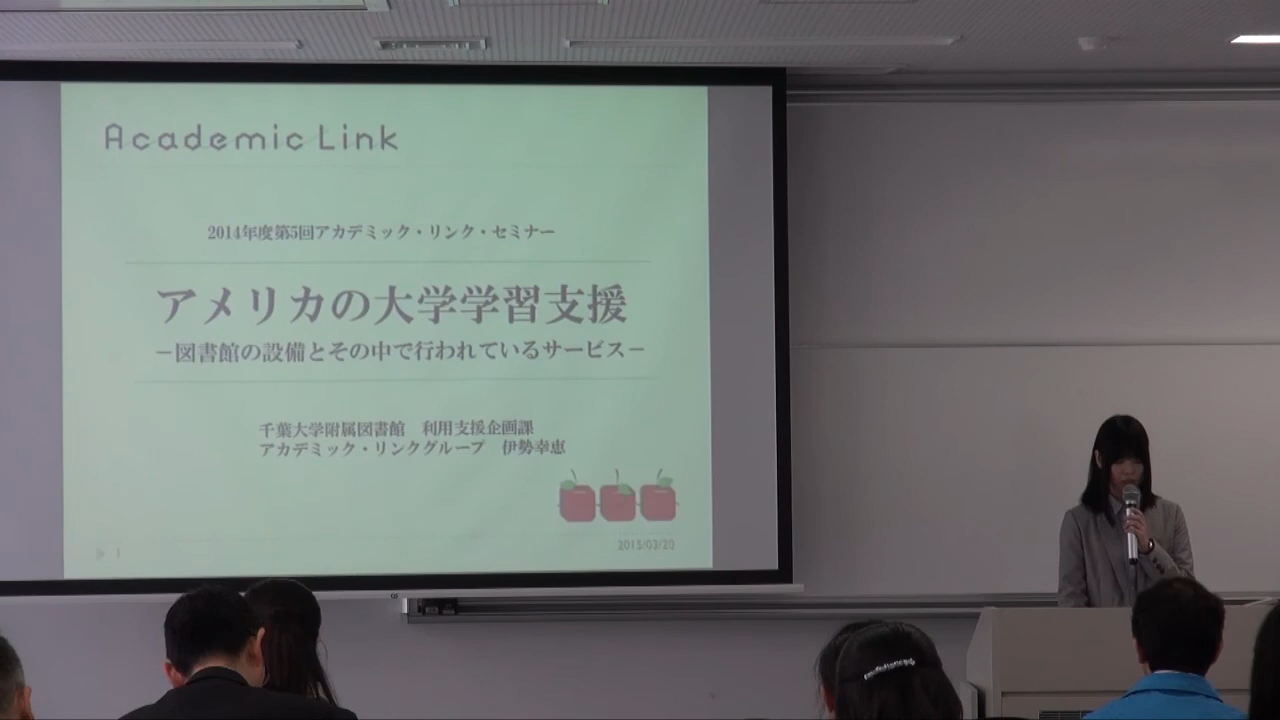 Academic Link
2014年度第5回アカデミック・リンク・セミナー
アメリカの大学学習支援
－図書館の設備とその中で行われているサービス－
千葉大学附属図書館　利用支援企画課
アカデミック・リンクグループ　伊勢幸恵
1
2015/03/20